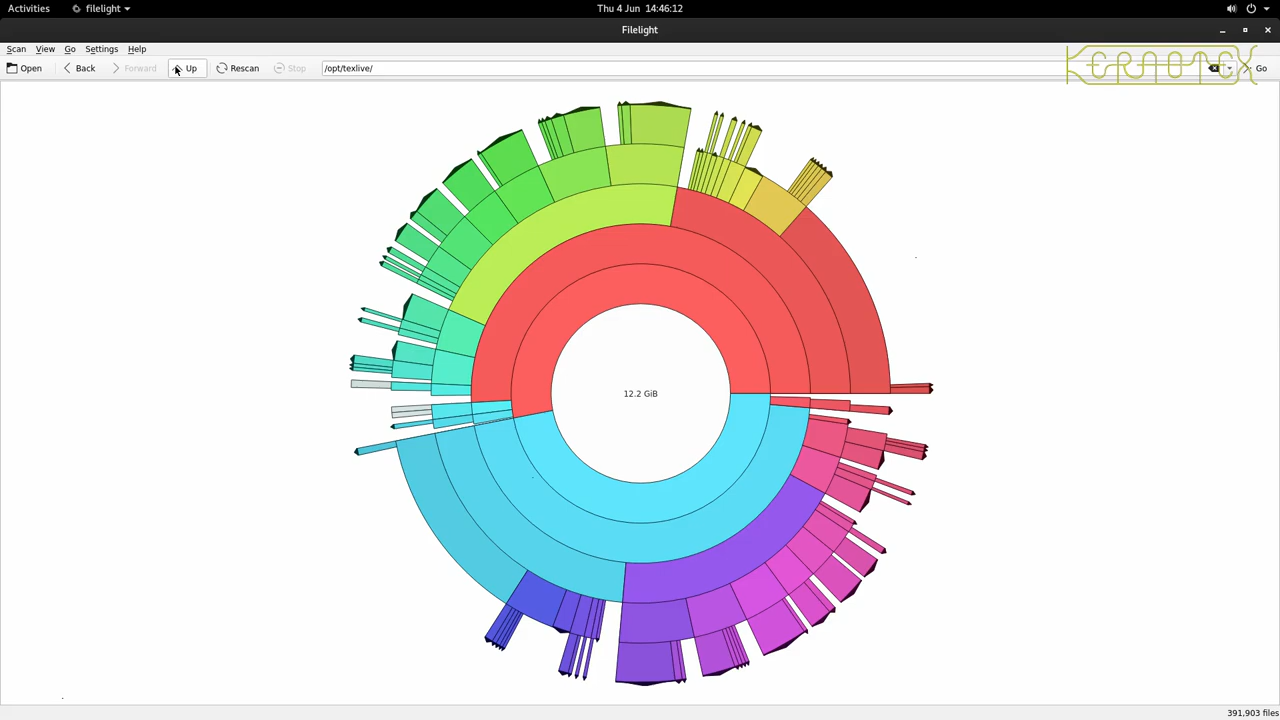 Activities filelight Thu 4 Jun 14:46:12
Filelight
Scan View Go Settings Help
Open Back Forward Up Rescan Stop /opt/texlive/ Go
KERNOTEX
12.2 GiB
391,903 files